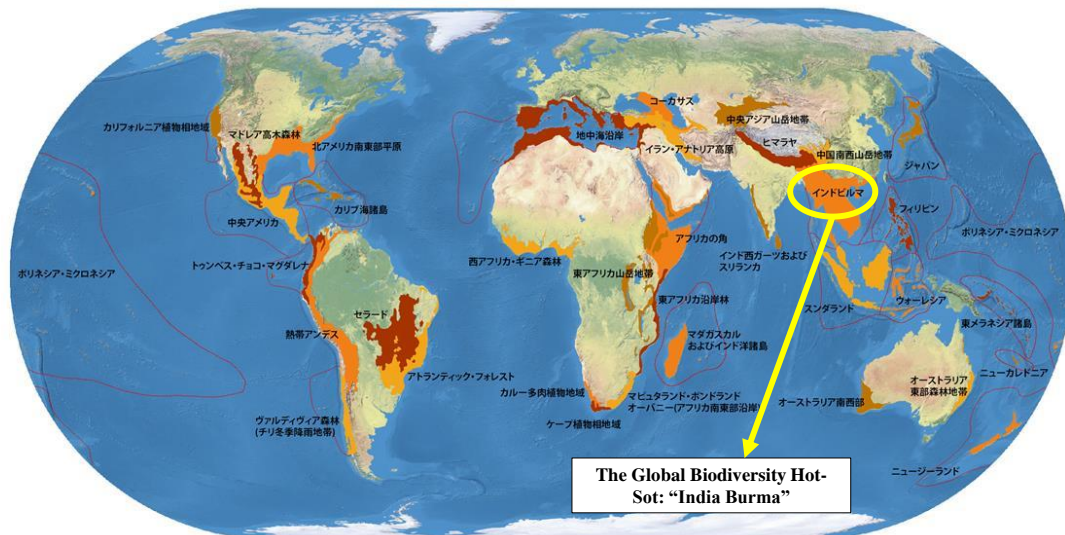 コーカサス
カリフォルニア植物相地域
マドレア高木森林
地中海沿岸
中央アジア山岳地帯
北アメリカ南東部平原
イラン・アナトリア高原
ヒマラヤ
中国南西山岳地帯
ジャパン
インドビルマ
カリブ海諸島
中央アメリカ
フィリピン
アフリカの角
ポリネシア・ミクロネシア
トゥンベス・チョコ・マグダレナ
西アフリカ・ギニア森林
インド西ガーツおよび
スリランカ
ポリネシア・ミクロネシア
東アフリカ山岳地帯
東アフリカ沿岸林
スンダランド
ウォーレシア
セラード
東メラネシア諸島
熱帯アンデス
マダガスカル
およびインド洋諸島
アトランティック・フォレスト
ニューカレドニア
カルー多肉植物地域
マピュタランド・ポンドランド
オーバニー(アフリカ南東部沿岸)
オーストラリア南西部
オーストラリア
東部森林地帯
ヴァルディヴィア森林
(チリ冬季降雨地帯)
ケープ植物相地域
ニュージーランド
The Global Biodiversity Hot-
Sot: “India Burma”